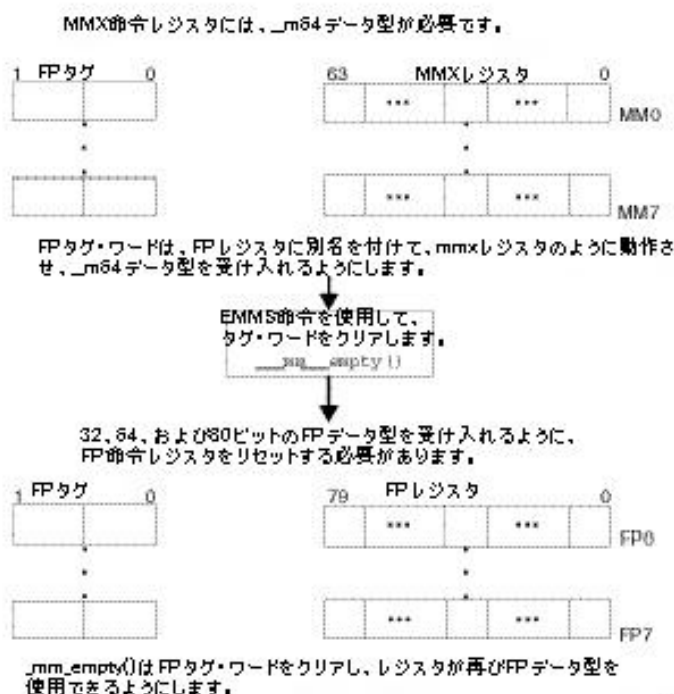 MMX命令レジスタには、_m64データ型が必要です。
1 FPタグ 0
63 MMXレジスタ 0
... ...
MM0
... ...
MM7
FPタグ・ワードは、FPレジスタに別名を付けて、mmxレジスタのように動作さ
せ、_m64データ型を受け入れるようにします。
EMMS命令を使用して、
タグ・ワードをクリアします。
__mm__empty()
32、64、および80ビットのFPデータ型を受け入れるように、
FP命令レジスタをリセットする必要があります。
1 FPタグ 0
79 FPレジスタ 0
... ...
FP0
... ...
FP7
_mm_empty()はFPタグ・ワードをクリアし、レジスタが再びFPデータ型を
使用できるようにします。